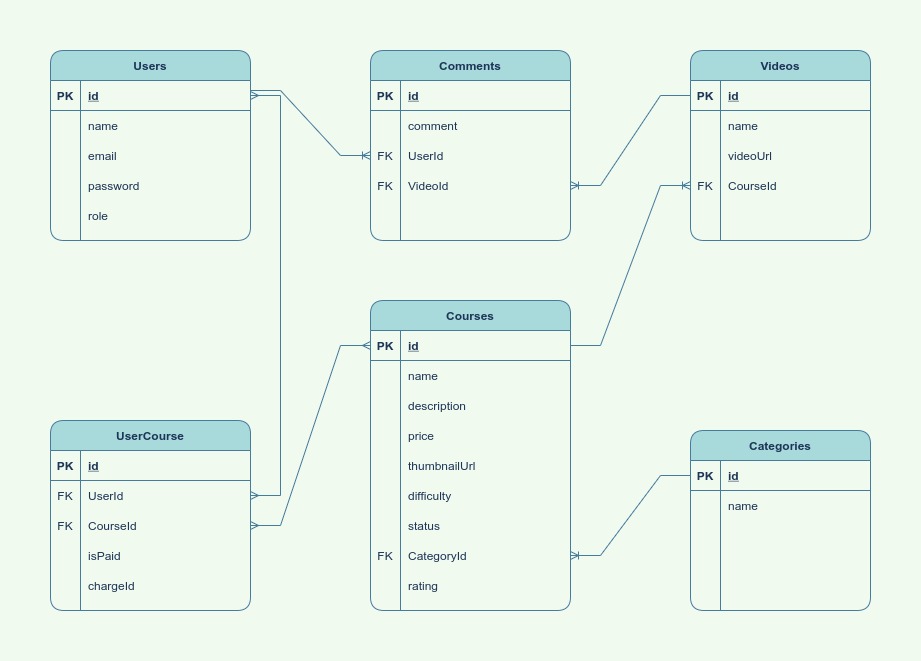 Users
PK id
name
email
password
role
Comments
PK id
comment
FK UserId
FK VideoId
Videos
PK id
name
videoUrl
FK CourseId
Courses
PK id
name
description
price
thumbnailUrl
difficulty
status
FK CategoryId
rating
UserCourse
PK id
FK UserId
FK CourseId
isPaid
chargeId
Categories
PK id
name